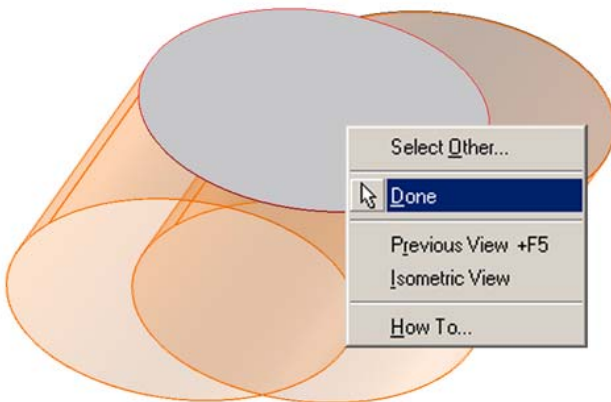 Select Other...
Done
Previous View +F5
Isometric View
How To...